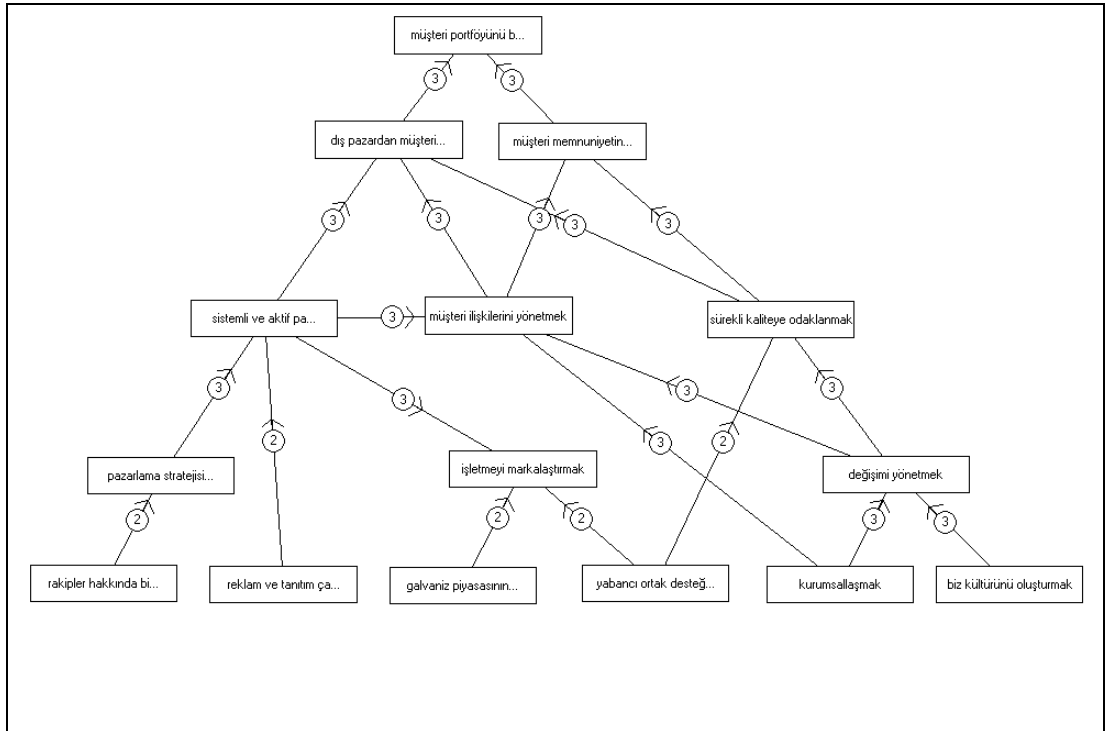 müşteri portföyünü b...
3
3
dış pazardan müşteri...
müşteri memnuniyetin...
3
3
3
3
3
sistemli ve aktif pa...
3
müşteri ilişkilerini yönetmek
sürekli kaliteye odaklanmak
3
3
3
3
2
3
2
pazarlama stratejisi...
işletmeyi markalaştırmak
değişimi yönetmek
2
2
2
3
3
rakipler hakkında bi...
reklam ve tanıtım ça...
galvaniz piyasasının...
yabancı ortak desteğ...
kurumsallaşmak
biz kültürünü oluşturmak